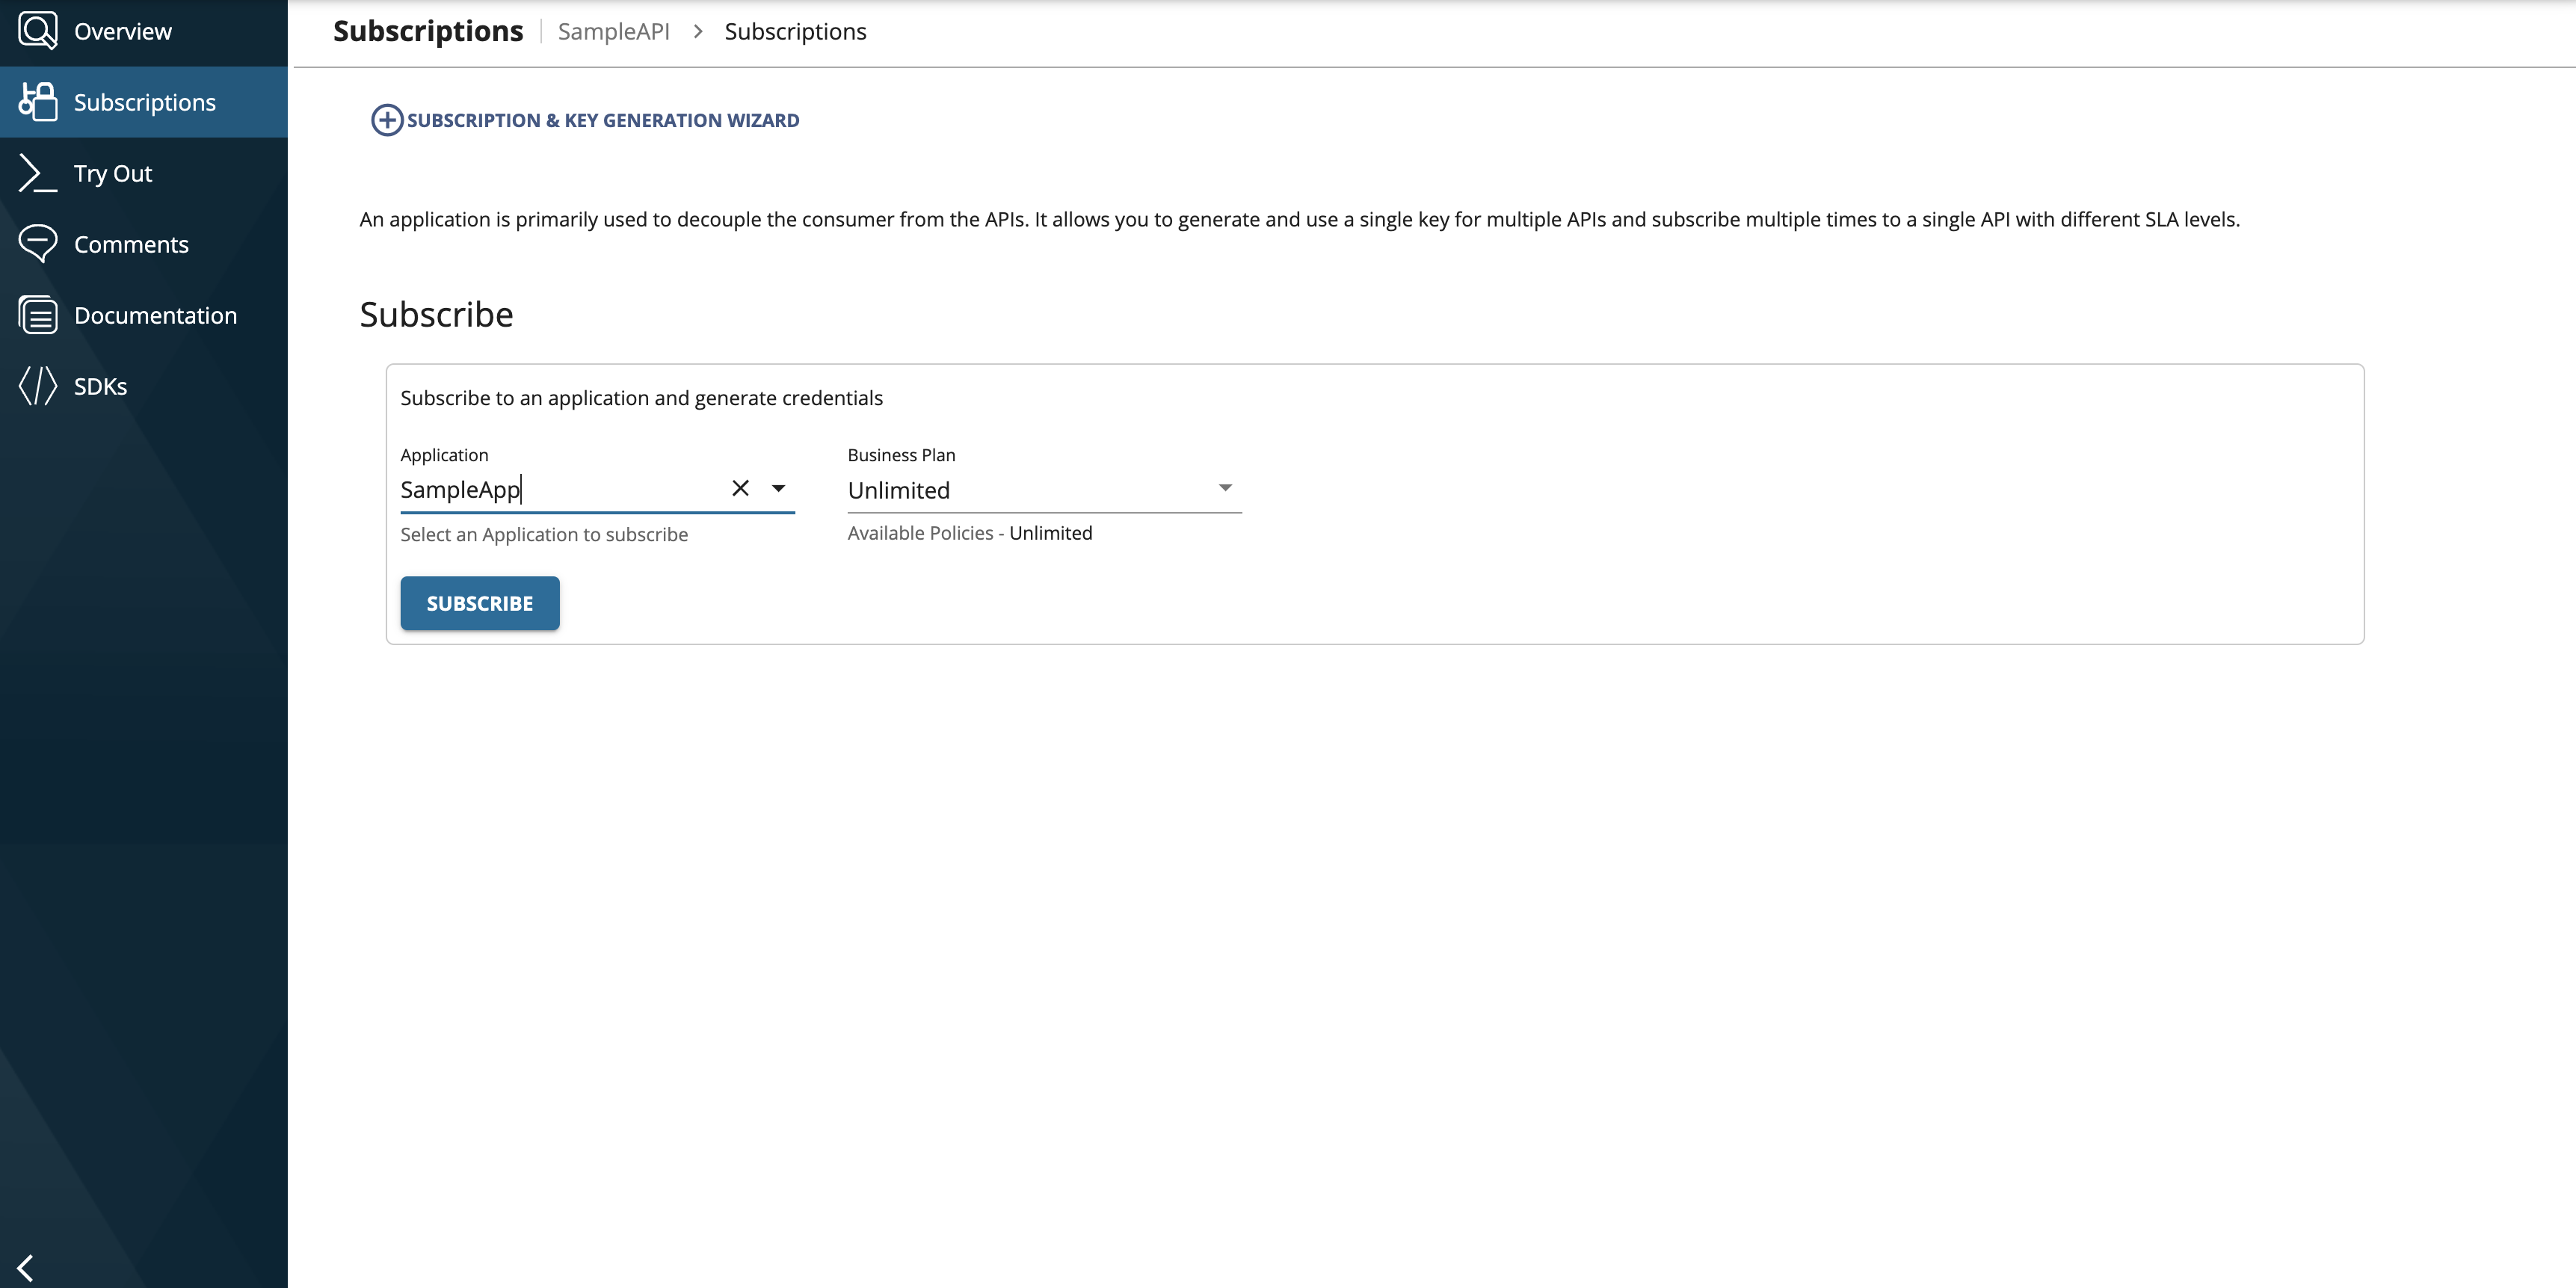 Overview
Subscriptions
Try Out
Comments
Documentation
SDKs
Subscriptions SampleAPI > Subscriptions
SUBSCRIPTION & KEY GENERATION WIZARD
An application is primarily used to decouple the consumer from the APIs. It allows you to generate and use a single key for multiple APIs and subscribe multiple times to a single API with different SLA levels.
Subscribe
Subscribe to an application and generate credentials
Application
SampleApp
Select an Application to subscribe
Business Plan
Unlimited
Available Policies - Unlimited
SUBSCRIBE